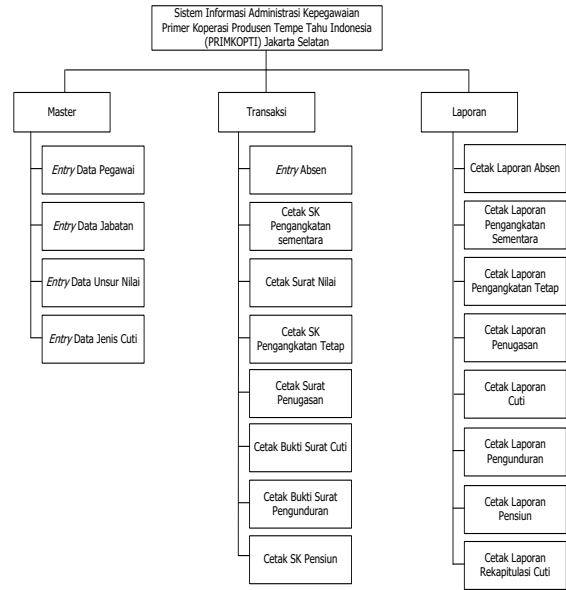 Sistem Informasi Administrasi Kepegawaian
Primer Koperasi Produsen Tempe Tahu Indonesia
(PRIMKOPTI) Jakarta Selatan
Master
Transaksi
Laporan
Entry Data Pegawai
Entry Data Jabatan
Entry Data Unsur Nilai
Entry Data Jenis Cuti
Entry Absen
Cetak SK
Pengangkatan
sementara
Cetak Surat Nilai
Cetak SK
Pengangkatan Tetap
Cetak Surat
Penugasan
Cetak Bukti Surat Cuti
Cetak Bukti Surat
Pengunduran
Cetak SK Pensiun
Cetak Laporan Absen
Cetak Laporan
Pengangkatan
Sementara
Cetak Laporan
Pengangkatan Tetap
Cetak Laporan
Penugasan
Cetak Laporan
Cuti
Cetak Laporan
Pengunduran
Cetak Laporan
Pensiun
Cetak Laporan
Rekapitulasi Cuti